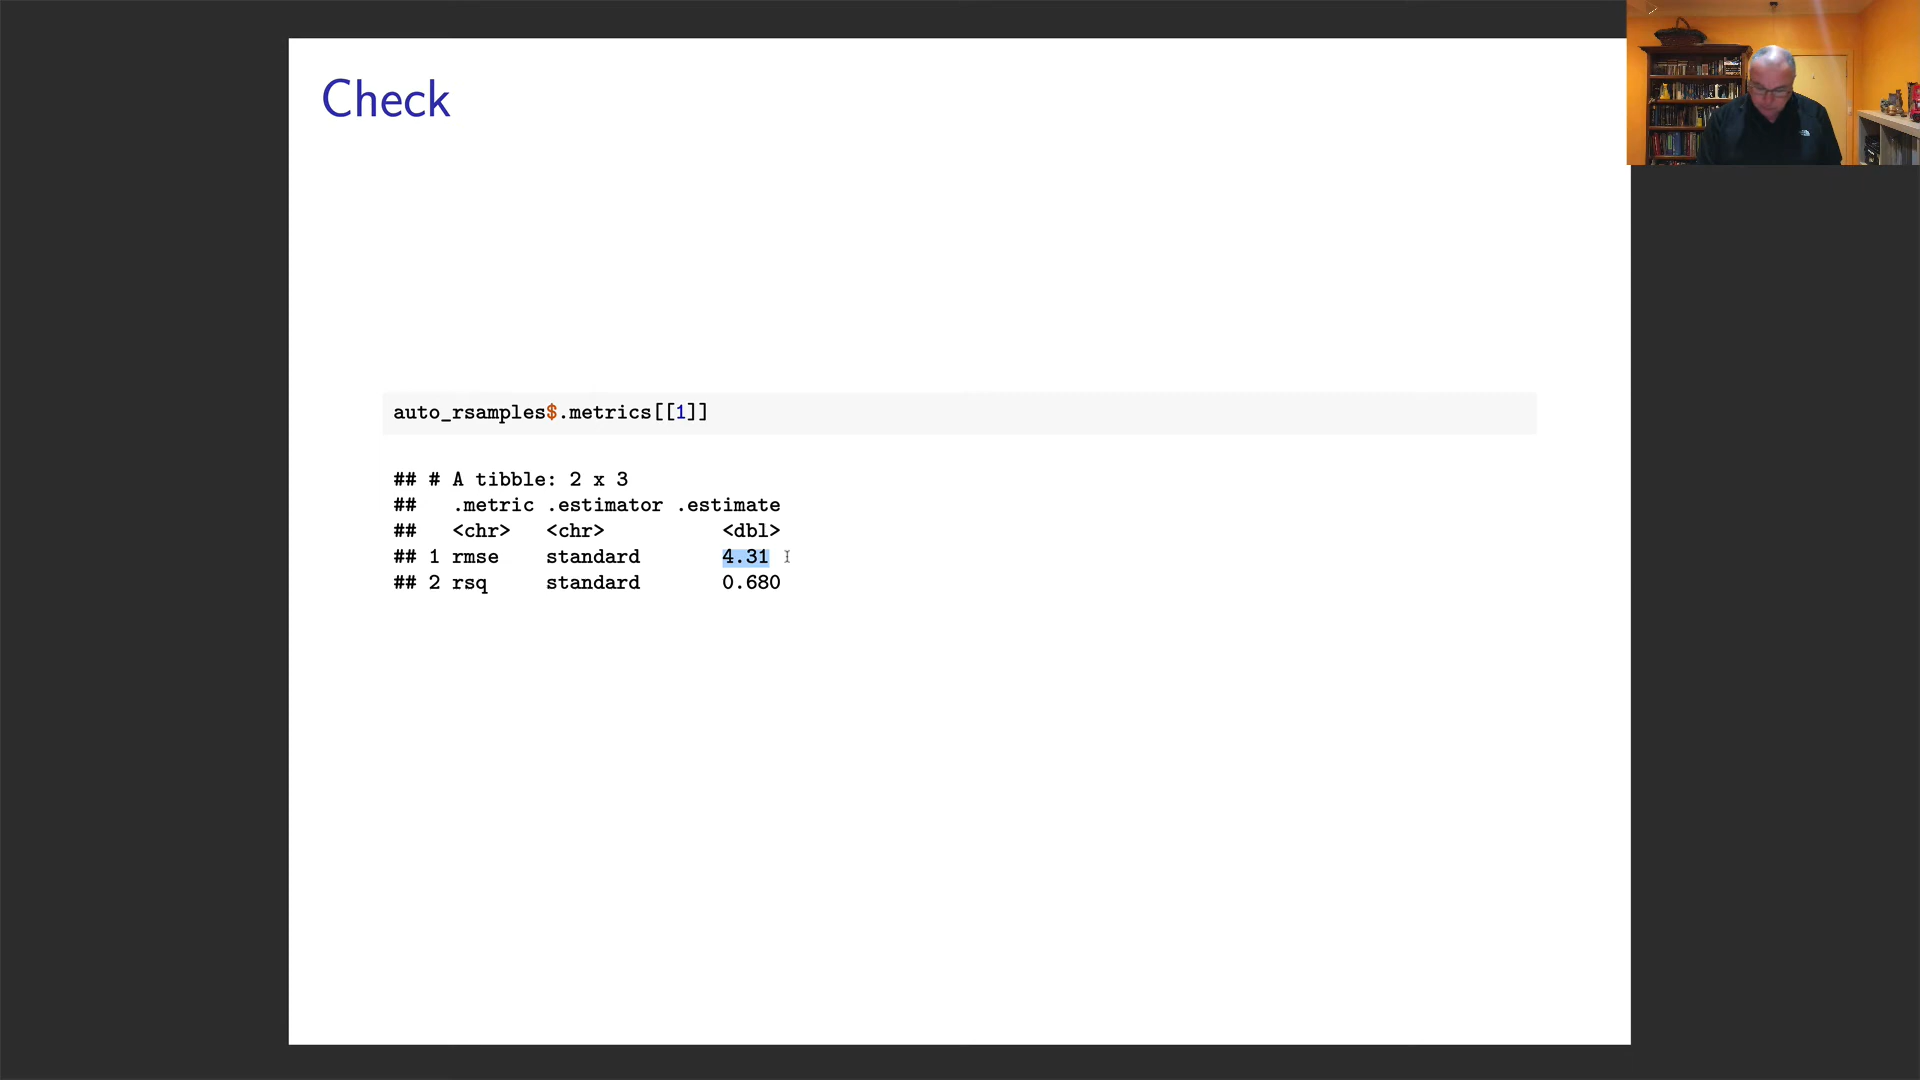 Check
auto_rsamples$.metrics[[1]]
## # A tibble: 2 x 3
##   .metric .estimator .estimate
##   <chr>   <chr>          <dbl>
## 1 rmse    standard       4.31
## 2 rsq     standard       0.680